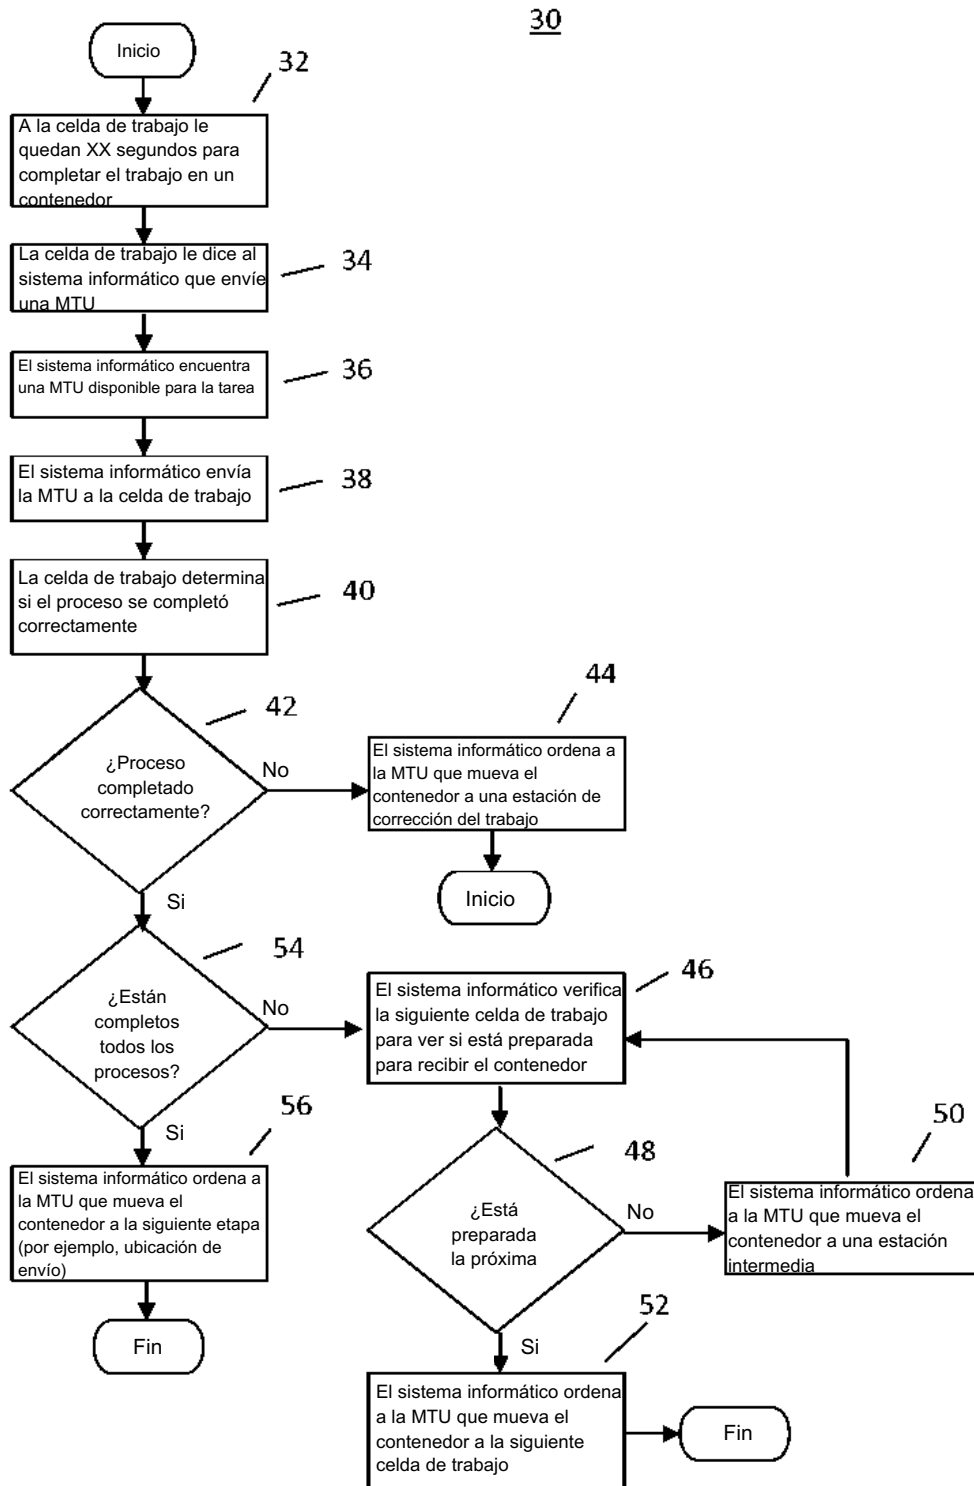 30
Inicio
32
A la celda de trabajo le
quedan XX segundos para
completar el trabajo en un
contenedor
34
La celda de trabajo le dice al
sistema informático que envíe
una MTU
36
El sistema informático encuentra
una MTU disponible para la tarea
38
El sistema informático envía
la MTU a la celda de trabajo
40
La celda de trabajo determina
si el proceso se completó
correctamente
42
¿Proceso
completado
correctamente?
No
44
El sistema informático ordena a
la MTU que mueva el
contenedor a una estación de
corrección del trabajo
Inicio
Si
54
¿Están
completos
todos los
procesos?
No
46
El sistema informático verifica
la siguiente celda de trabajo
para ver si está preparada
para recibir el contenedor
Si
56
El sistema informático ordena a
la MTU que mueva el
contenedor a la siguiente etapa
(por ejemplo, ubicación de
envío)
Fin
48
¿Está
preparada
la próxima
No
50
El sistema informático ordena
a la MTU que mueva el
contenedor a una estación
intermedia
Si
52
El sistema informático ordena
a la MTU que mueva el
contenedor a la siguiente
celda de trabajo
Fin